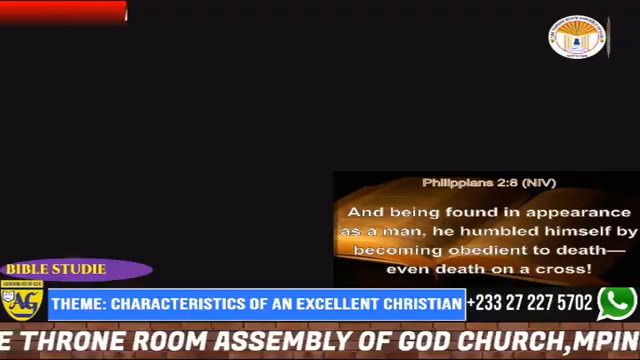 Philippians 2:8 (NIV)
And being found in appearance
as a man, he humbled himself by
becoming obedient to death—
even death on a cross!
BIBLE STUDIE
AG
THEME: CHARACTERISTICS OF AN EXCELLENT CHRISTIAN
+233 27 227 5702
E THRONE ROOM ASSEMBLY OF GOD CHURCH,MPIN